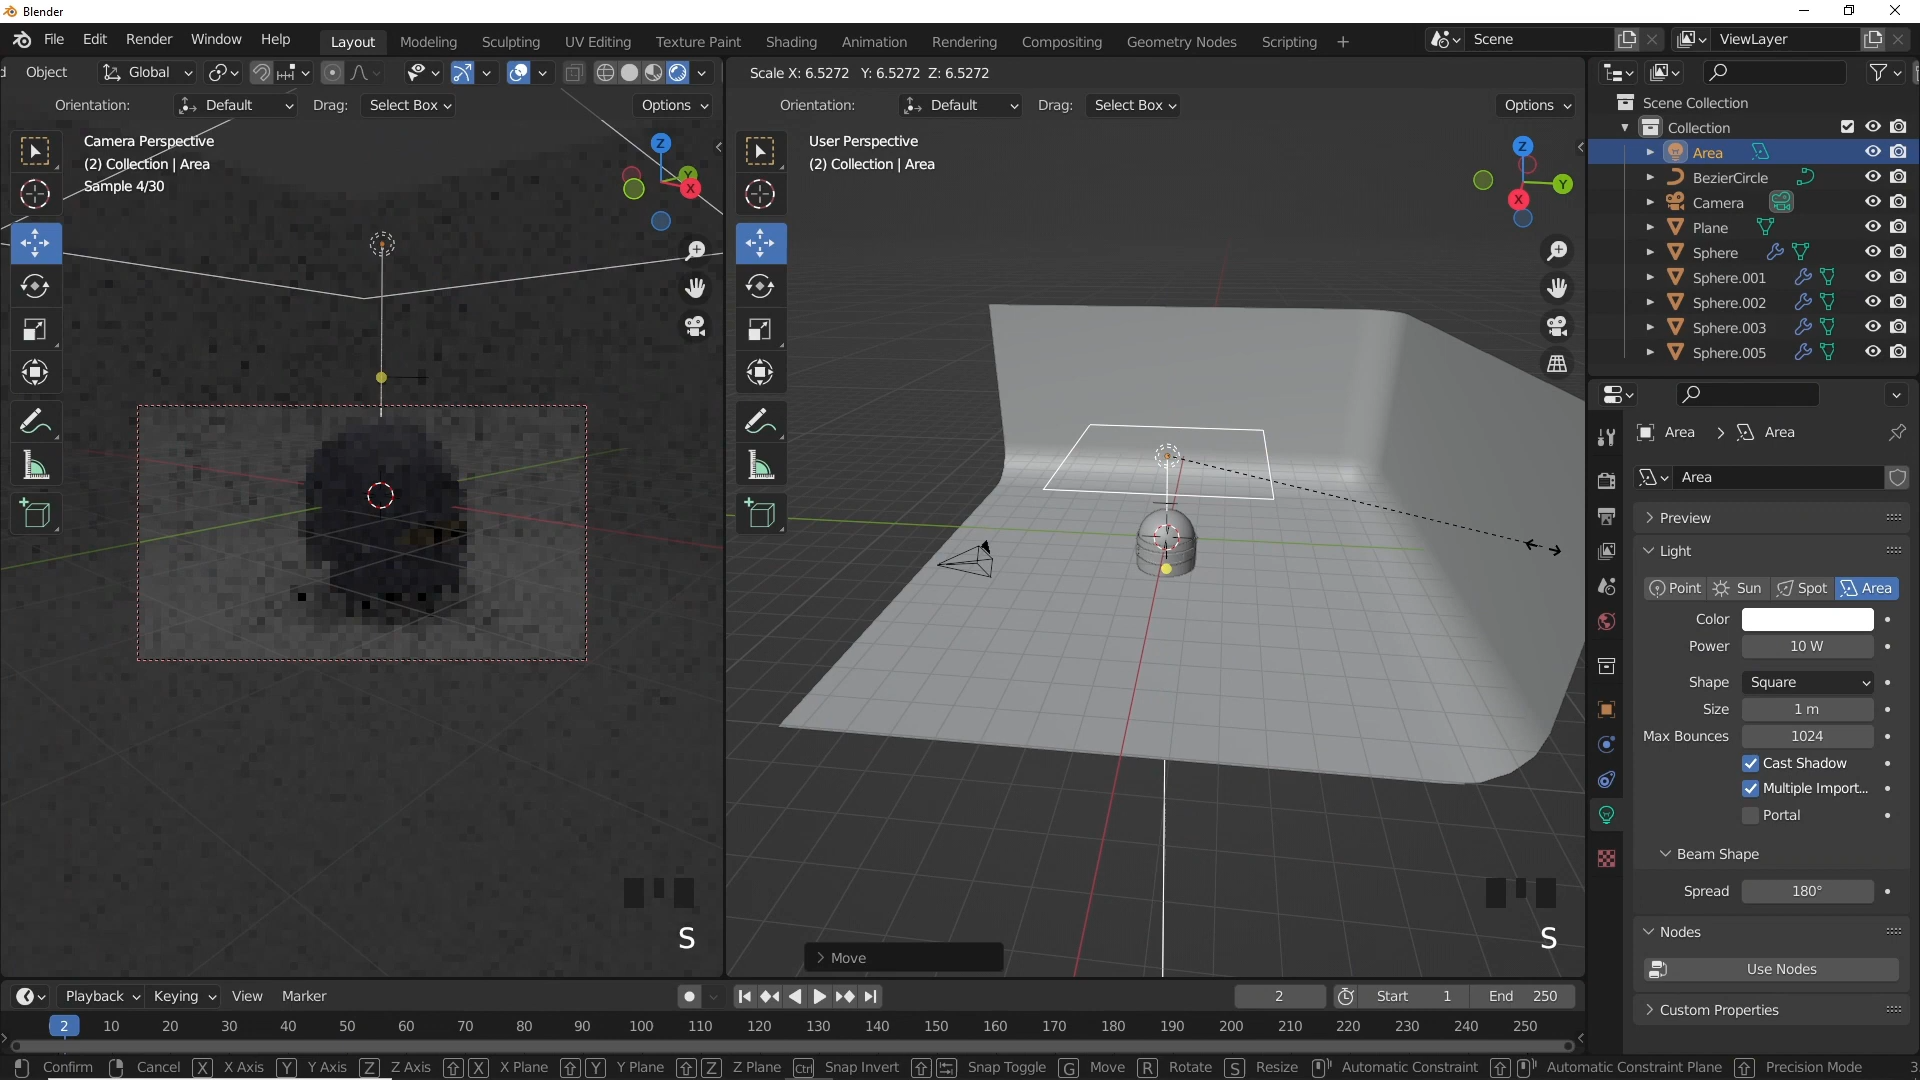 Blender
File Edit Render Window Help
Layout Modeling Sculpting UV Editing Texture Paint Shading Animation Rendering Compositing Geometry Nodes Scripting +
Scene
ViewLayer
Object Global
Scale X: 6.5272 Y: 6.5272 Z: 6.5272
Orientation: Default Drag: Select Box Options
Orientation: Default Drag: Select Box Options
Camera Perspective
(2) Collection | Area
Sample 4/30
Z
Y
X
User Perspective
(2) Collection | Area
Z
Y
X
S
S
Move
Scene Collection
Collection
Area
BezierCircle
Camera
Plane
Sphere
Sphere.001
Sphere.002
Sphere.003
Sphere.005
Area > Area
Area
Preview
Light
Point Sun Spot Area
Color
Power 10 W
Shape Square
Size 1 m
Max Bounces 1024
Cast Shadow
Multiple Import...
Portal
Beam Shape
Spread 180°
Nodes
Use Nodes
Custom Properties
Playback Keying View Marker
2 Start 1 End 250
2 10 20 30 40 50 60 70 80 90 100 110 120 130 140 150 160 170 180 190 200 210 220 230 240 250
Confirm Cancel X X Axis Y Y Axis Z Z Axis X X Plane Y Y Plane Z Z Plane Ctrl Snap Invert Snap Toggle G Move R Rotate S Resize Automatic Constraint Automatic Constraint Plane Precision Mode 3